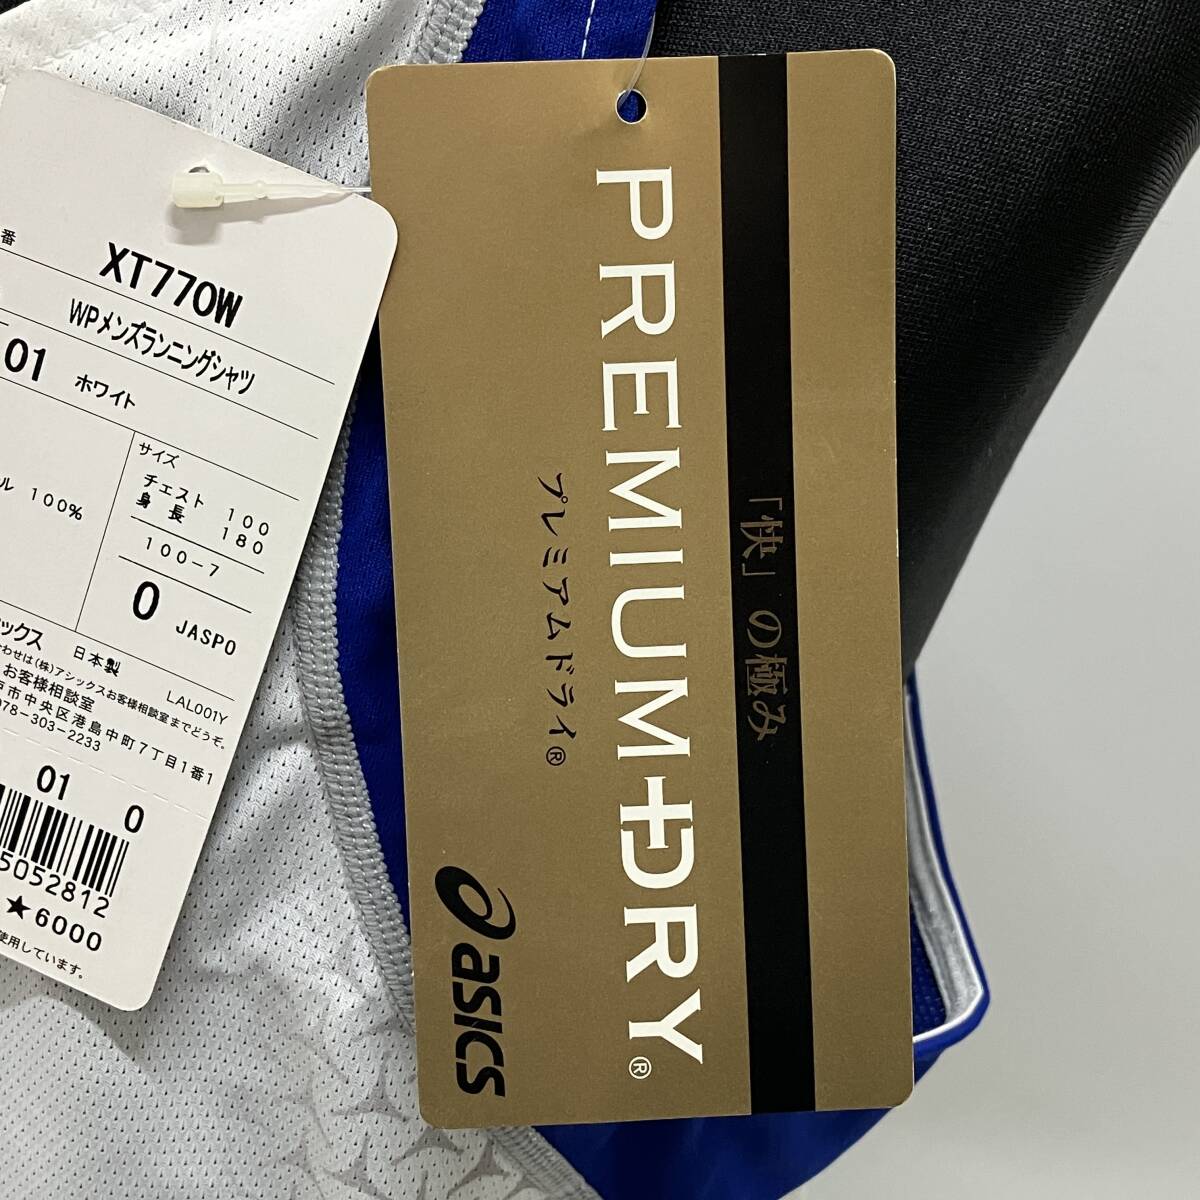 番
XT770W
WPメンズランニングシャツ
01 ホワイト
ル 100%
サイズ
チェスト 100
身長 180
100-7
0 JASPO
ックス 日本製 LAL001Y
わせは(株)アシックスお客様相談室までどうぞ。
お客様相談室
市中央区港島中町7丁目1番1
078-303-2233
01 0
5052812
★6000
使用しています。
PREMIUM+DRY®
プレミアムドライ®
「快」の極み
asics